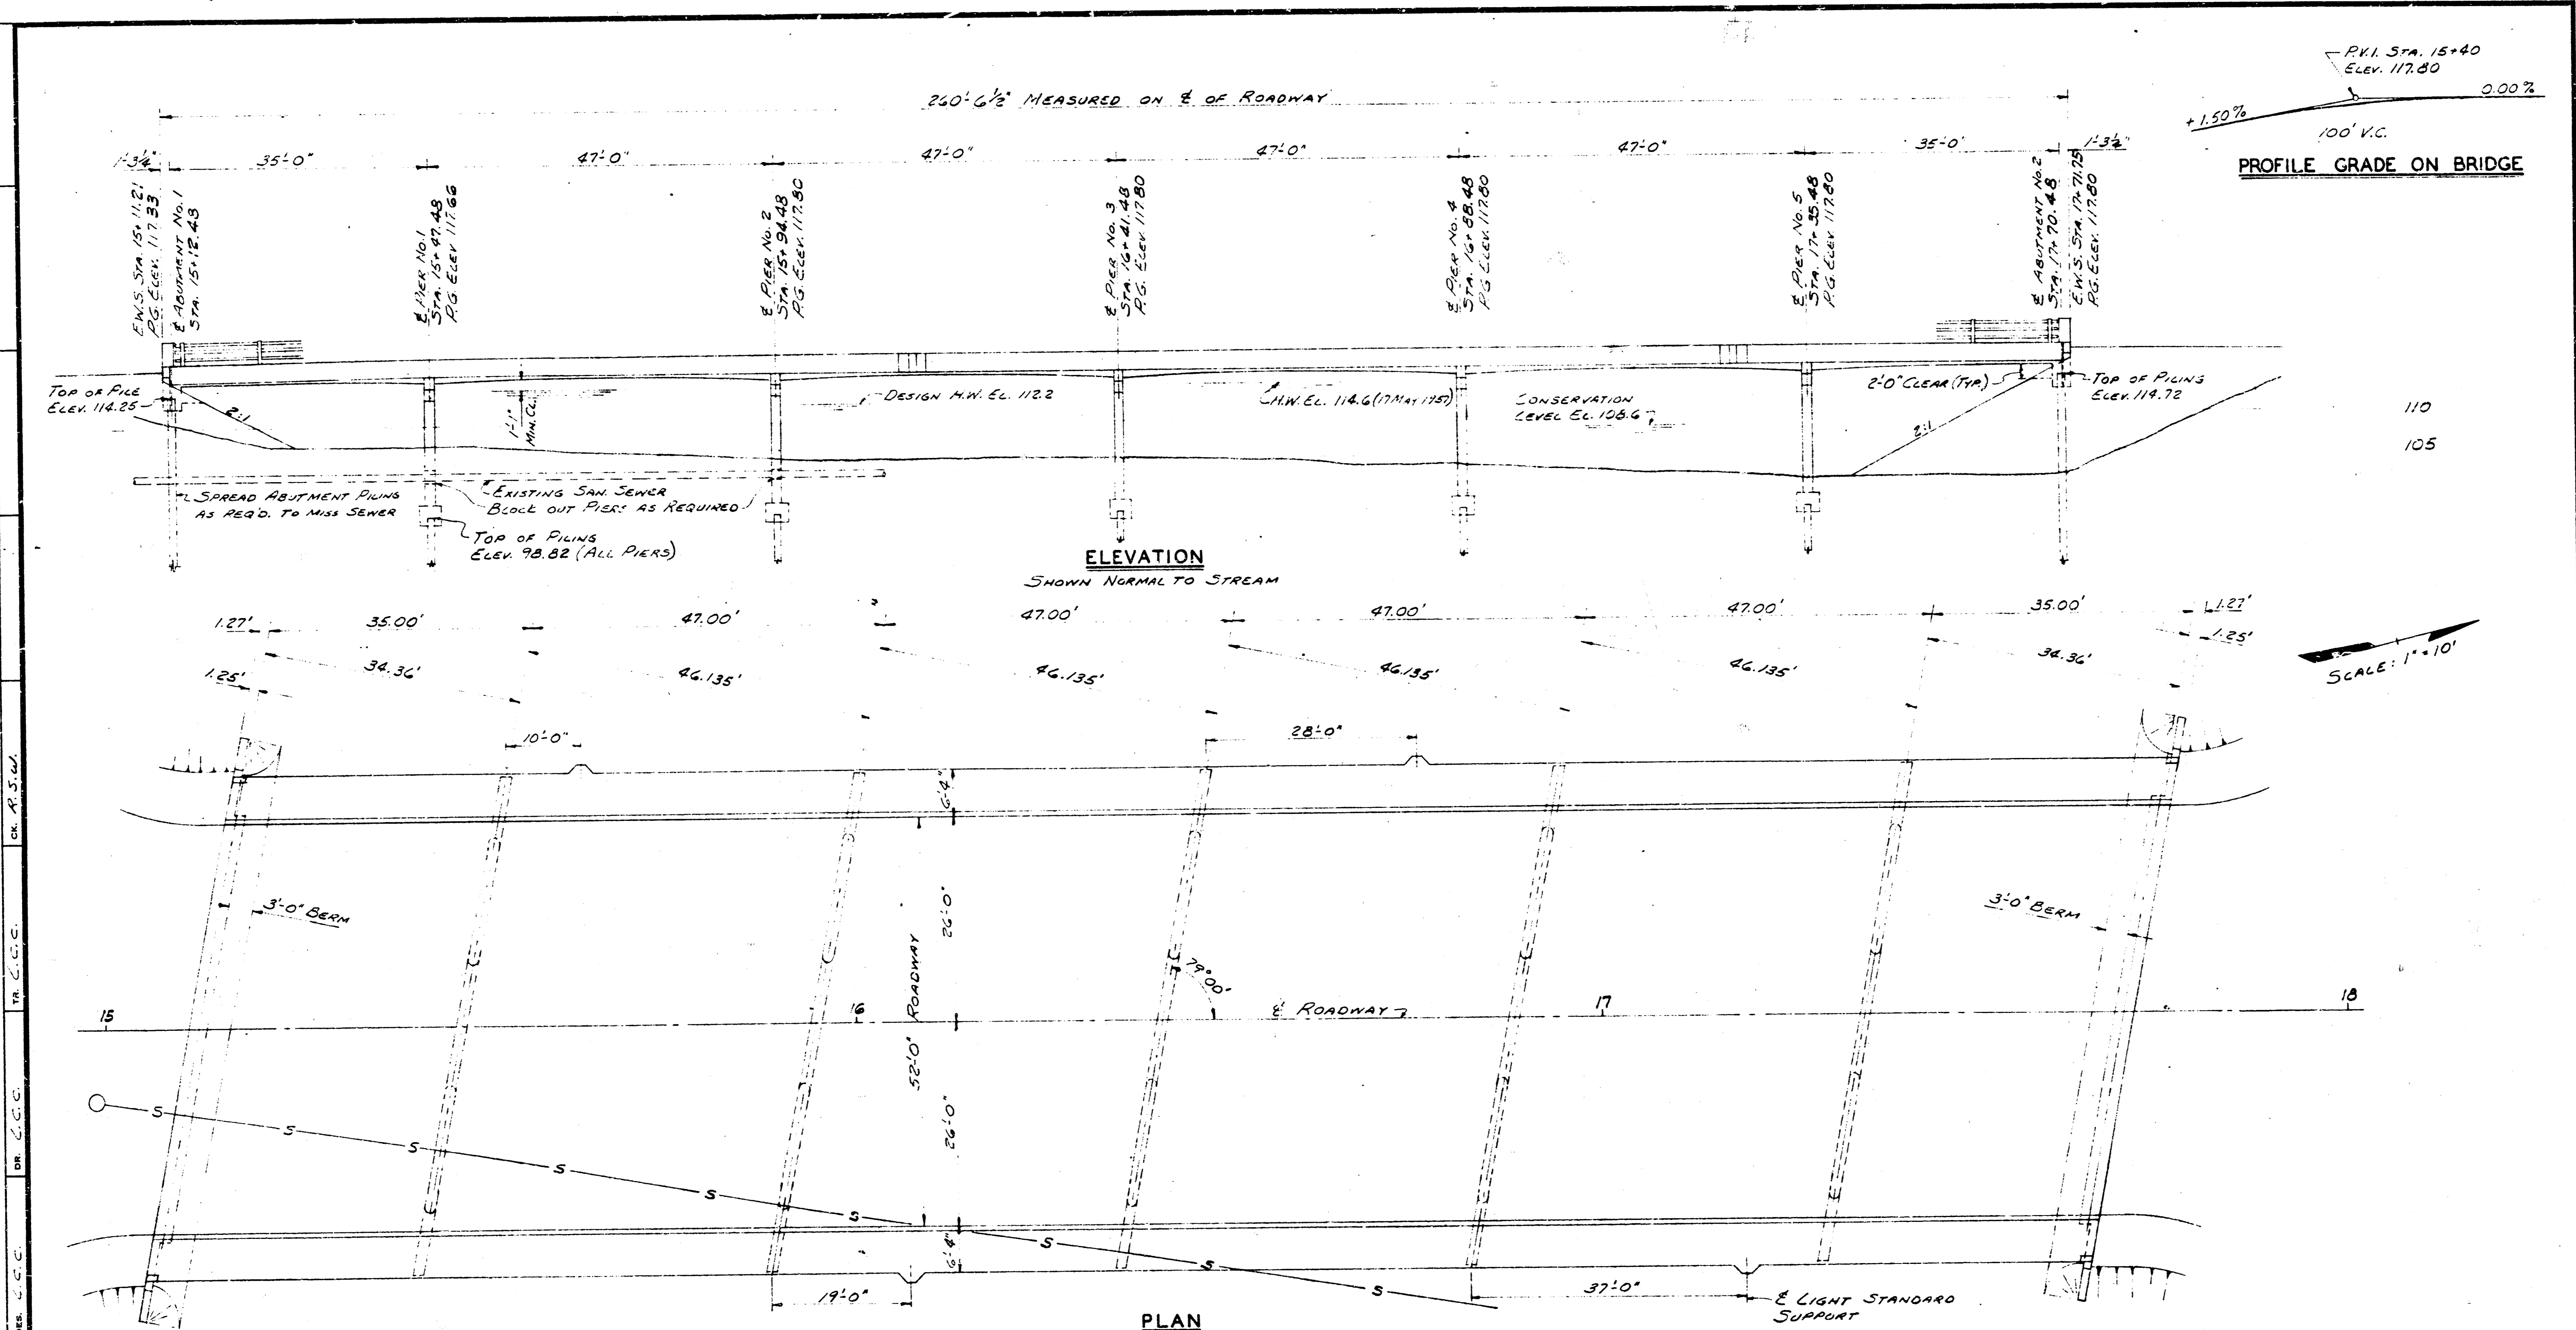 P.V.I. STA. 15+40
ELEV. 117.80
+1.50%
0.00%
100' V.C.
PROFILE GRADE ON BRIDGE
260'-6½" MEASURED ON ℄ OF ROADWAY
1'-3¼"
35'-0"
47'-0"
47'-0"
47'-0"
47'-0"
35'-0"
1'-3½"
E.W.S. STA. 15+11.21
P.G. ELEV. 117.33
℄ ABUTMENT NO. 1
STA. 15+12.48
℄ PIER NO. 1
STA. 15+47.48
P.G. ELEV 117.66
℄ PIER NO. 2
STA. 15+94.48
P.G. ELEV. 117.80
℄ PIER NO. 3
STA. 16+41.48
P.G. ELEV. 117.80
℄ PIER NO. 4
STA. 16+88.48
P.G. ELEV. 117.80
℄ PIER NO. 5
STA. 17+35.48
P.G. ELEV. 117.80
℄ ABUTMENT NO. 2
STA. 17+70.48
E.W.S. STA. 17+71.75
P.G. ELEV. 117.80
TOP OF PILE
ELEV. 114.25
2:1
1'-1"
MIN. CL.
DESIGN H.W. EL. 112.2
H.W. EL. 114.6 (17 MAY 1957)
CONSERVATION
LEVEL EL. 108.6
2'-0" CLEAR (TYP.)
TOP OF PILING
ELEV. 114.72
2:1
110
105
SPREAD ABUTMENT PILING
AS REQ'D. TO MISS SEWER
EXISTING SAN. SEWER
BLOCK OUT PIERS AS REQUIRED
TOP OF PILING
ELEV. 98.82 (ALL PIERS)
ELEVATION
SHOWN NORMAL TO STREAM
1.27'
35.00'
47.00'
47.00'
47.00'
47.00'
35.00'
1.27'
1.25'
34.36'
46.135'
46.135'
46.135'
46.135'
34.36'
1.25'
SCALE: 1"=10'
10'-0"
28'-0"
6'-4"
3'-0" BERM
26'-0"
3'-0" BERM
52'-0" ROADWAY
79°00'
15
16
℄ ROADWAY
17
18
26'-0"
S
S
S
S
S
S
S
S
S
6'-4"
19'-0"
37'-0"
℄ LIGHT STANDARD
SUPPORT
PLAN
CK. R.S.W.
TR. C.C.C.
DR. C.C.C.
DES. C.C.C.